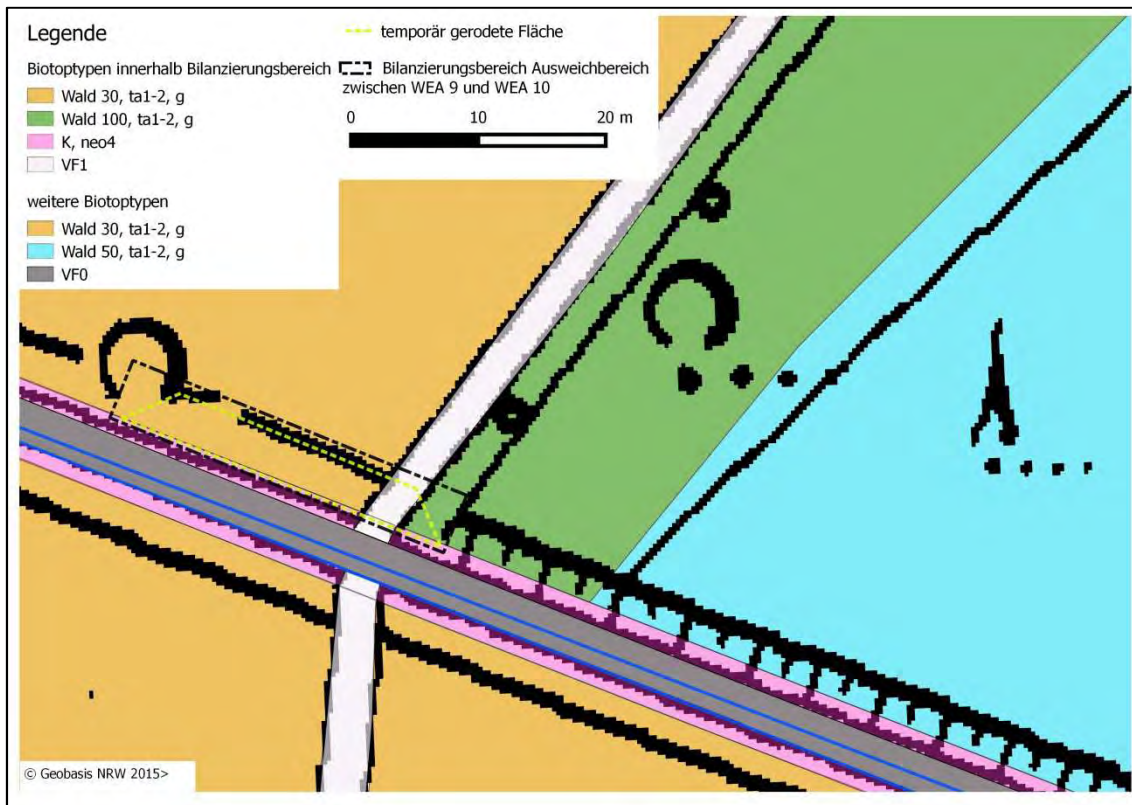 Legende
Biotoptypen innerhalb Bilanzierungsbereich
Wald 30, ta1-2, g
Wald 100, ta1-2, g
K, neo4
VF1
weitere Biotoptypen
Wald 30, ta1-2, g
Wald 50, ta1-2, g
VF0
temporär gerodete Fläche
Bilanzierungsbereich Ausweichbereich
zwischen WEA 9 und WEA 10
0 10 20 m
© Geobasis NRW 2015>